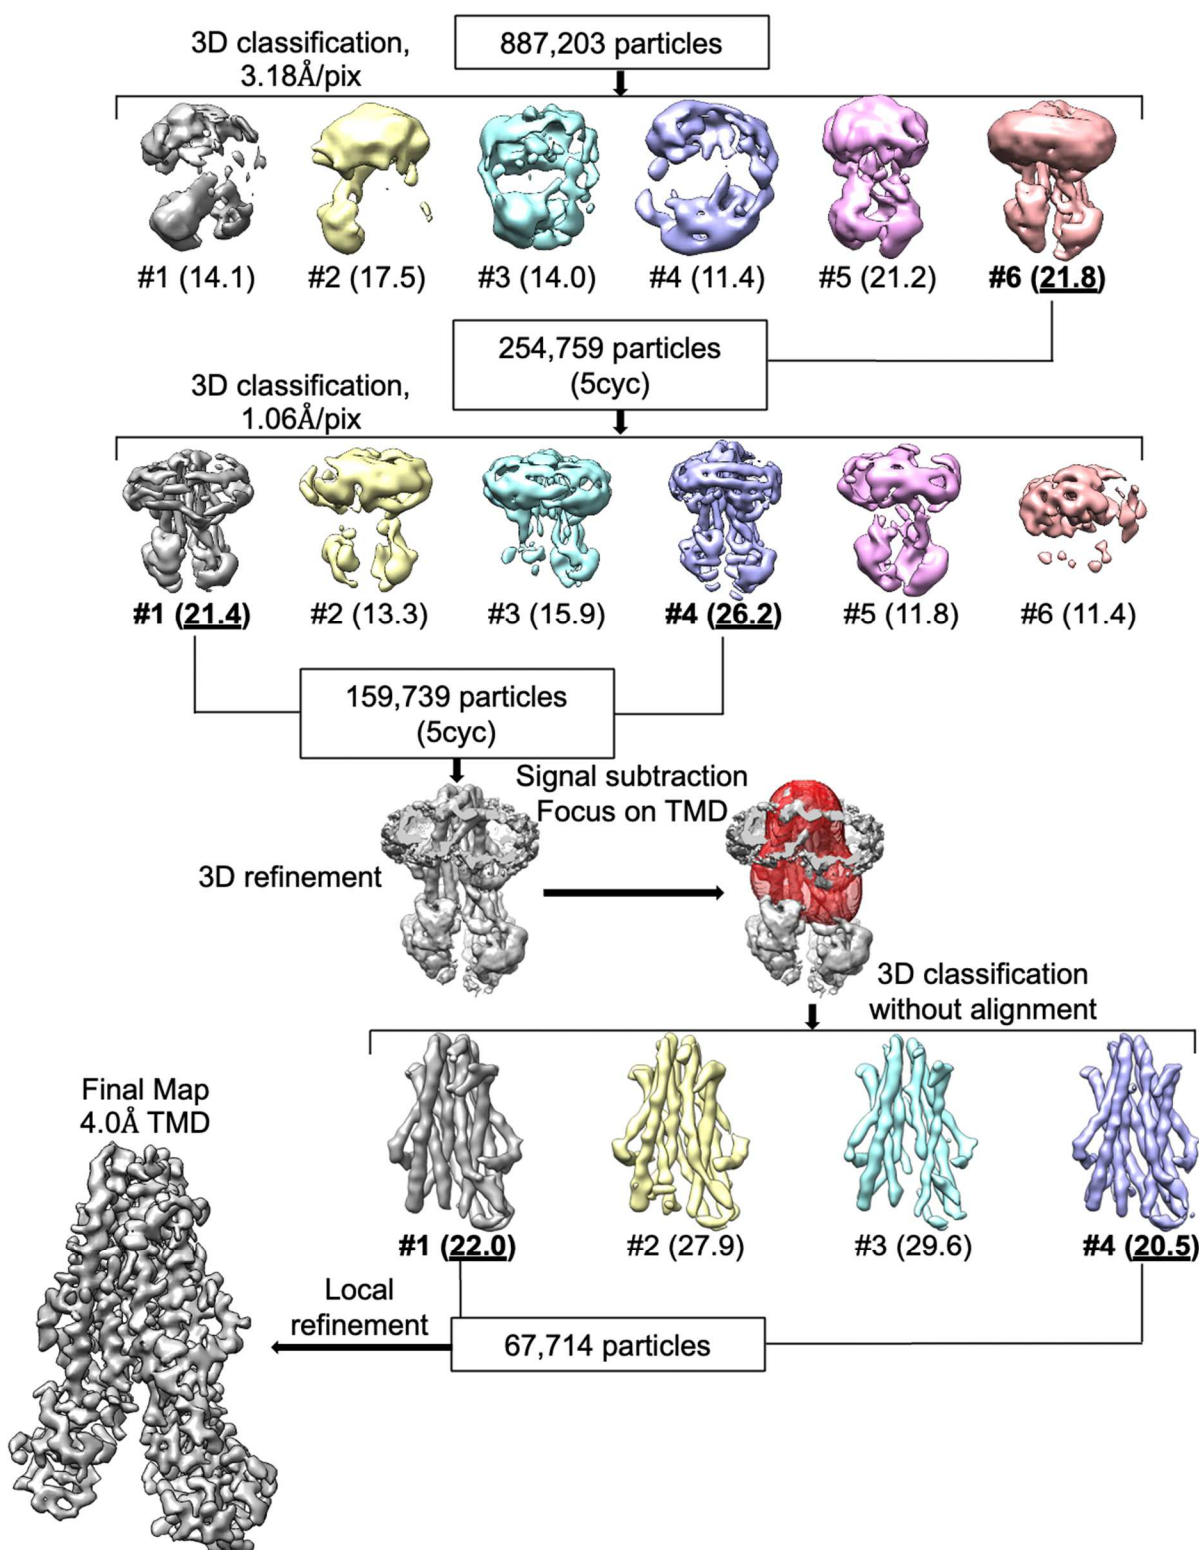 887,203 particles
3D classification,
3.18Å/pix
#1 (14.1)
#2 (17.5)
#3 (14.0)
#4 (11.4)
#5 (21.2)
#6 (21.8)
254,759 particles
(5cyc)
3D classification,
1.06Å/pix
#1 (21.4)
#2 (13.3)
#3 (15.9)
#4 (26.2)
#5 (11.8)
#6 (11.4)
159,739 particles
(5cyc)
Signal subtraction
Focus on TMD
3D refinement
3D classification
without alignment
#1 (22.0)
#2 (27.9)
#3 (29.6)
#4 (20.5)
Final Map
4.0Å TMD
Local
refinement
67,714 particles